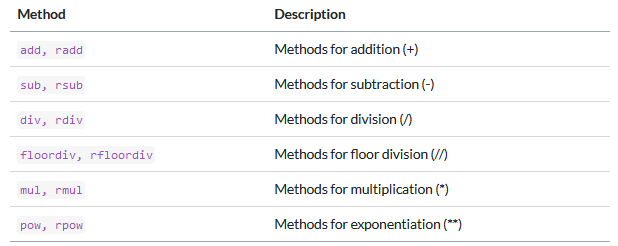 Method Description
add, radd Methods for addition (+)
sub, rsub Methods for subtraction (-)
div, rdiv Methods for division (/)
floordiv, rfloordiv Methods for floor division (//)
mul, rmul Methods for multiplication (*)
pow, rpow Methods for exponentiation (**)